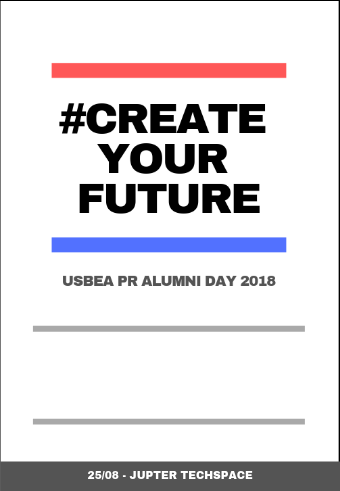 #CREATE
YOUR
FUTURE
USBEA PR ALUMNI DAY 2018
25/08 - JUPTER TECHSPACE